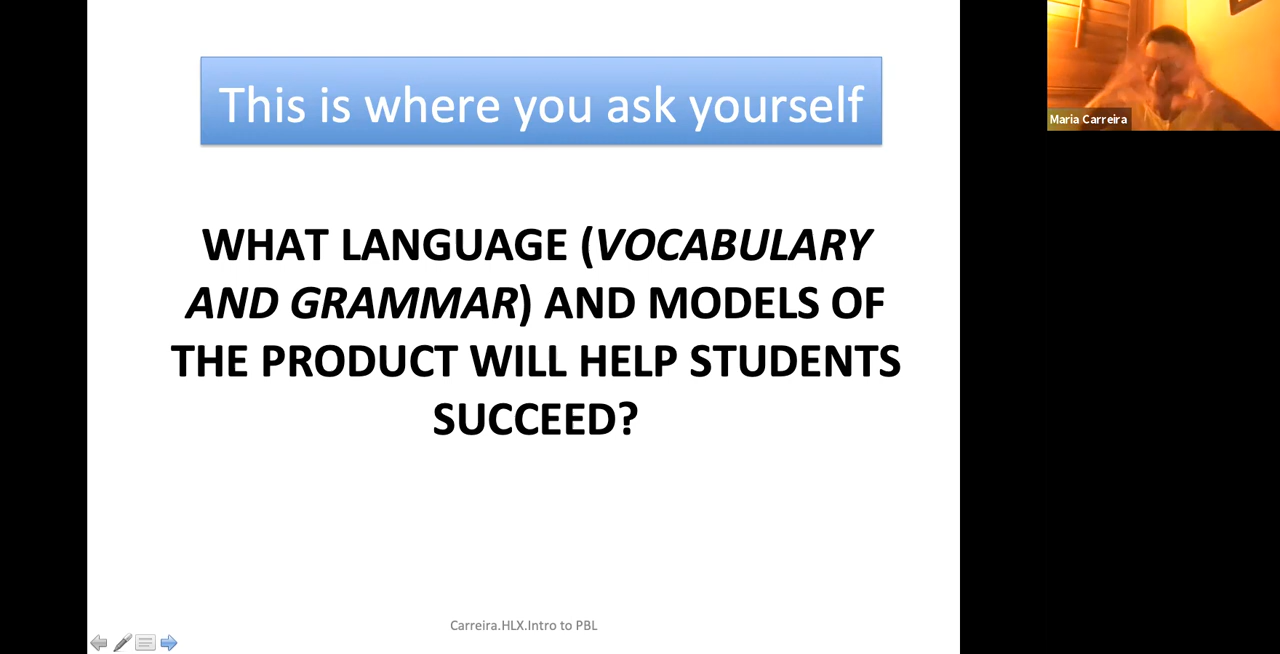 This is where you ask yourself
WHAT LANGUAGE (VOCABULARY
AND GRAMMAR) AND MODELS OF
THE PRODUCT WILL HELP STUDENTS
SUCCEED?
Carreira.HLX.Intro to PBL
Maria Carreira